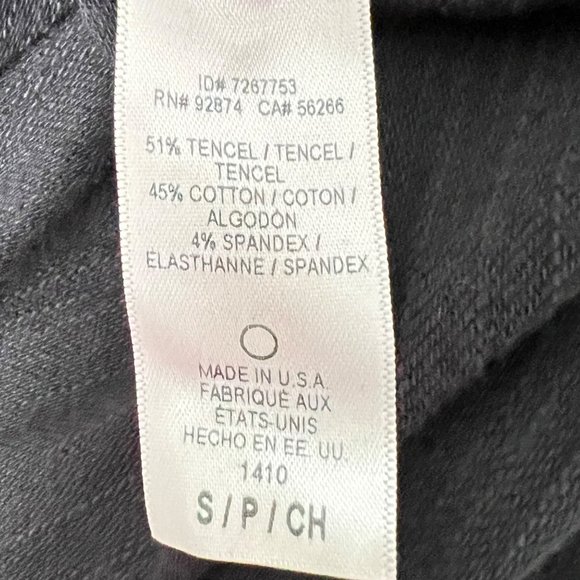 ID# 7267753
RN# 92874 CA# 56266
51% TENCEL / TENCEL /
TENCEL
45% COTTON / COTON /
ALGODÓN
4% SPANDEX /
ÉLASTHANNE / SPANDEX
MADE IN U.S.A.
FABRIQUÉ AUX
ÉTATS-UNIS
HECHO EN EE. UU.
1410
S / P / CH